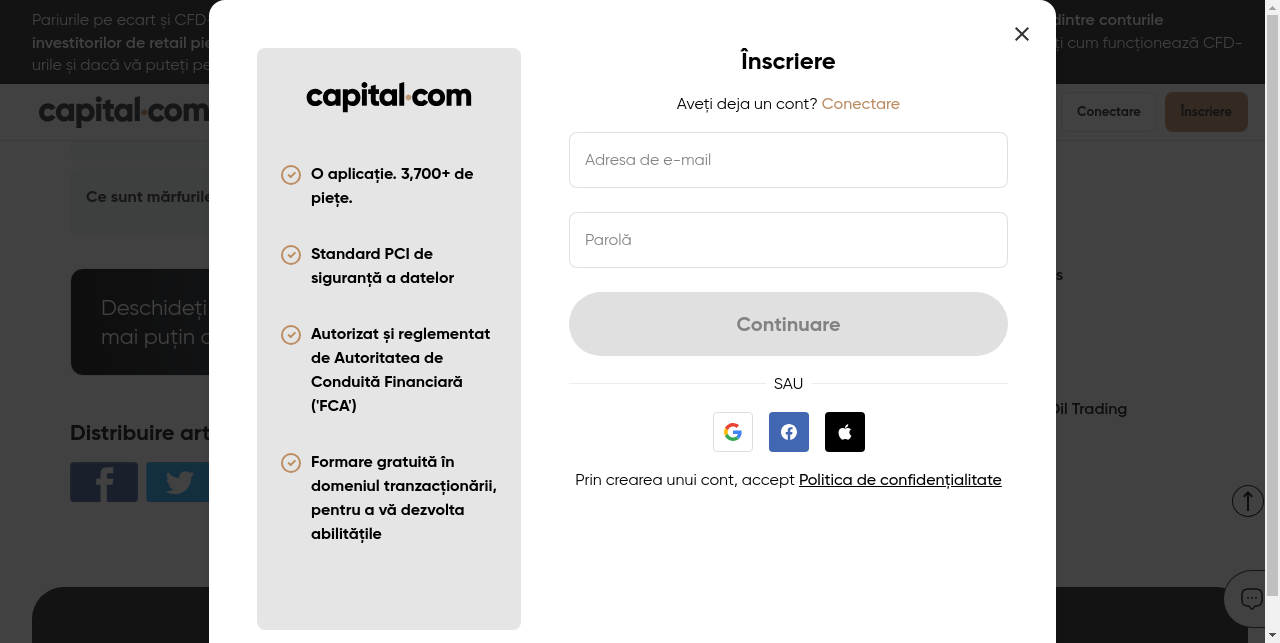 Pariurile pe ecart și CFD-
dintre conturile
investitorilor de retail pie
ți cum funcționează CFD-
urile și dacă vă puteți pe
capital.com
Conectare
Înscriere
Ce sunt mărfurile
Deschideți
mai puțin d
Distribuire art
s
Oil Trading
capital.com
O aplicație. 3,700+ de
piețe.
Standard PCI de
siguranță a datelor
Autorizat și reglementat
de Autoritatea de
Conduită Financiară
('FCA')
Formare gratuită în
domeniul tranzacționării,
pentru a vă dezvolta
abilitățile
Înscriere
Aveți deja un cont? Conectare
Adresa de e-mail
Parolă
Continuare
SAU
Prin crearea unui cont, accept Politica de confidențialitate